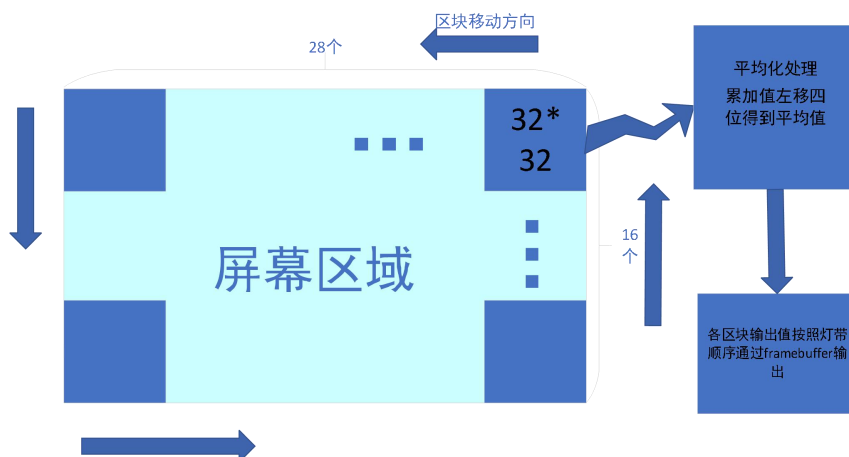 区块移动方向
28个
平均化处理
累加值左移四
位得到平均值
32*
32
16
个
屏幕区域
各区块输出值按照灯带
顺序通过framebuffer输
出